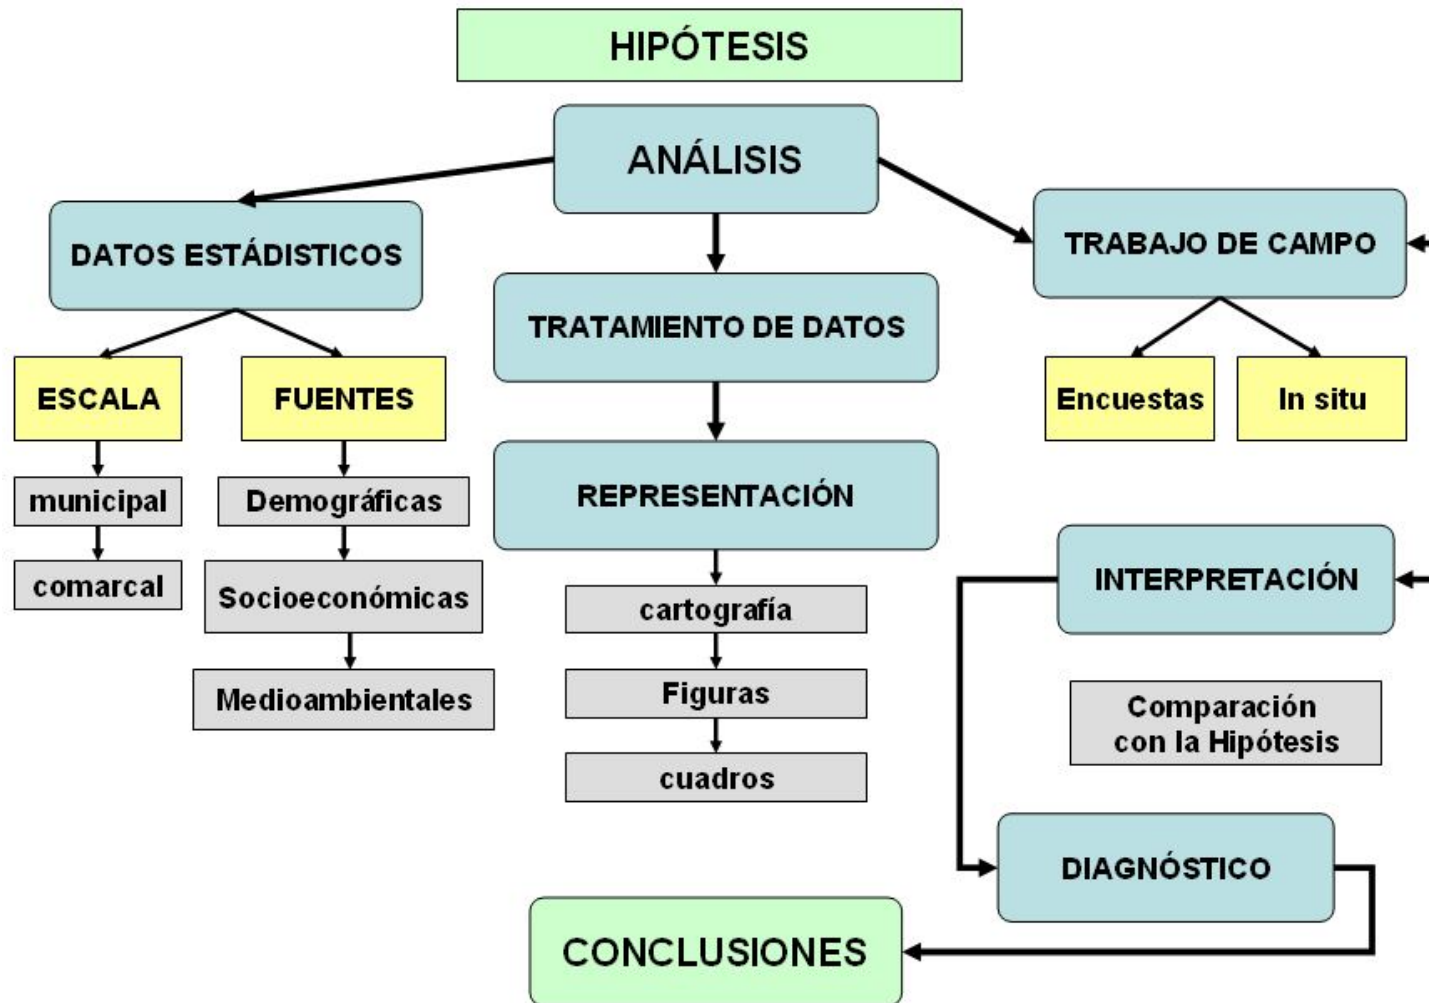 HIPÓTESIS
ANÁLISIS
DATOS ESTÁDISTICOS
TRABAJO DE CAMPO
TRATAMIENTO DE DATOS
ESCALA
FUENTES
Encuestas
In situ
municipal
Demográficas
REPRESENTACIÓN
comarcal
Socioeconómicas
INTERPRETACIÓN
cartografía
Medioambientales
Figuras
Comparación
con la Hipótesis
cuadros
DIAGNÓSTICO
CONCLUSIONES